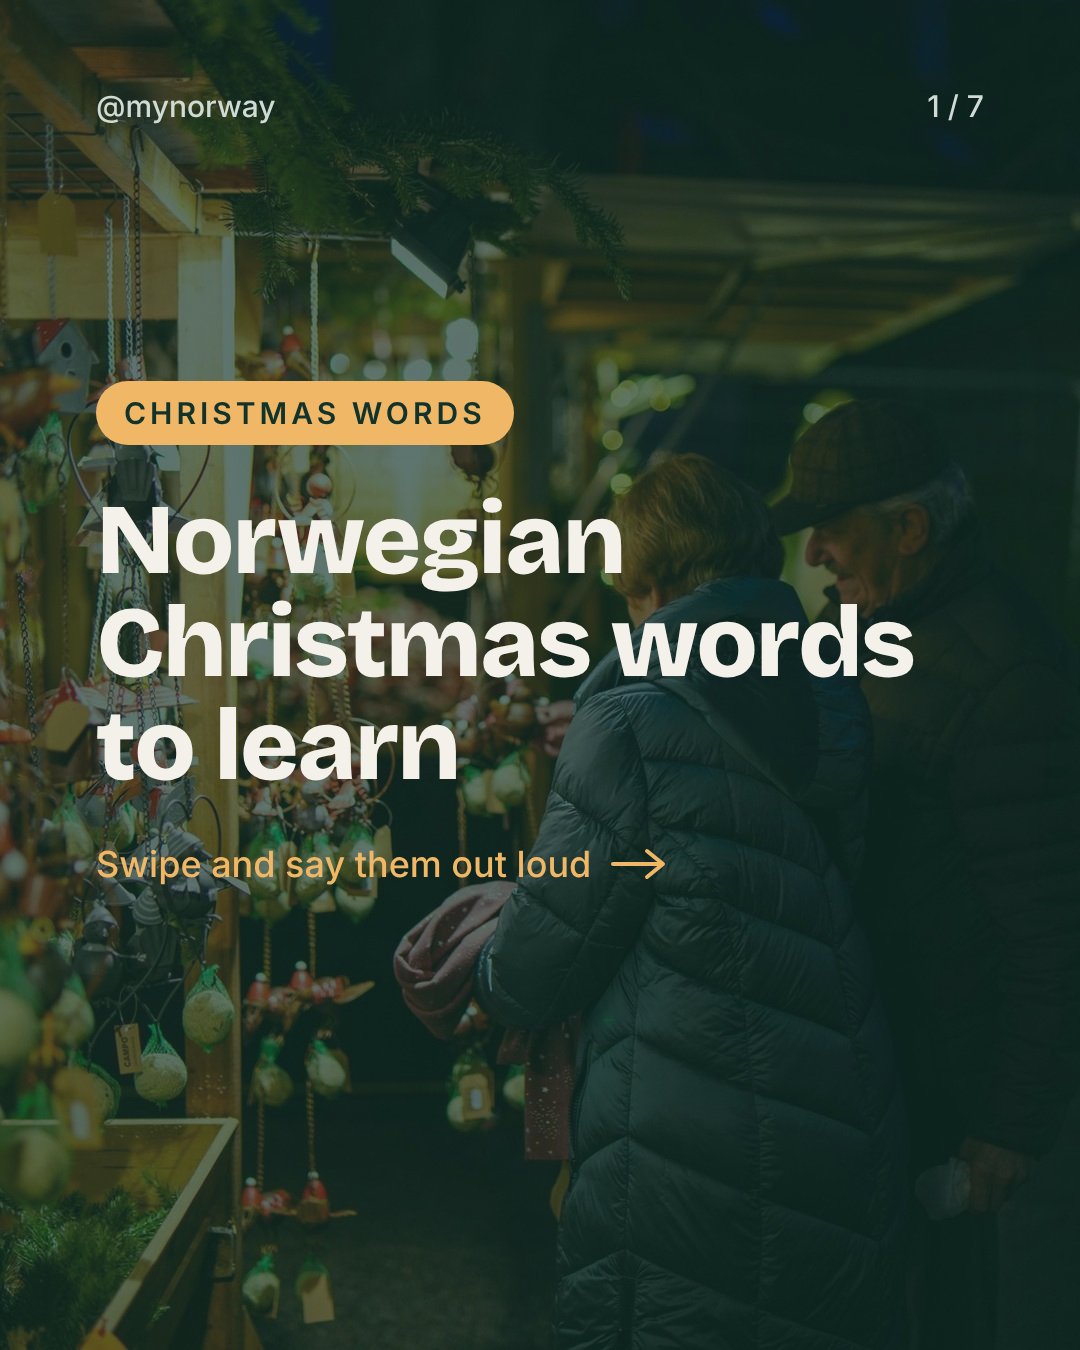 @mynorway
1 / 7
CHRISTMAS WORDS
Norwegian
Christmas words
to learn
Swipe and say them out loud